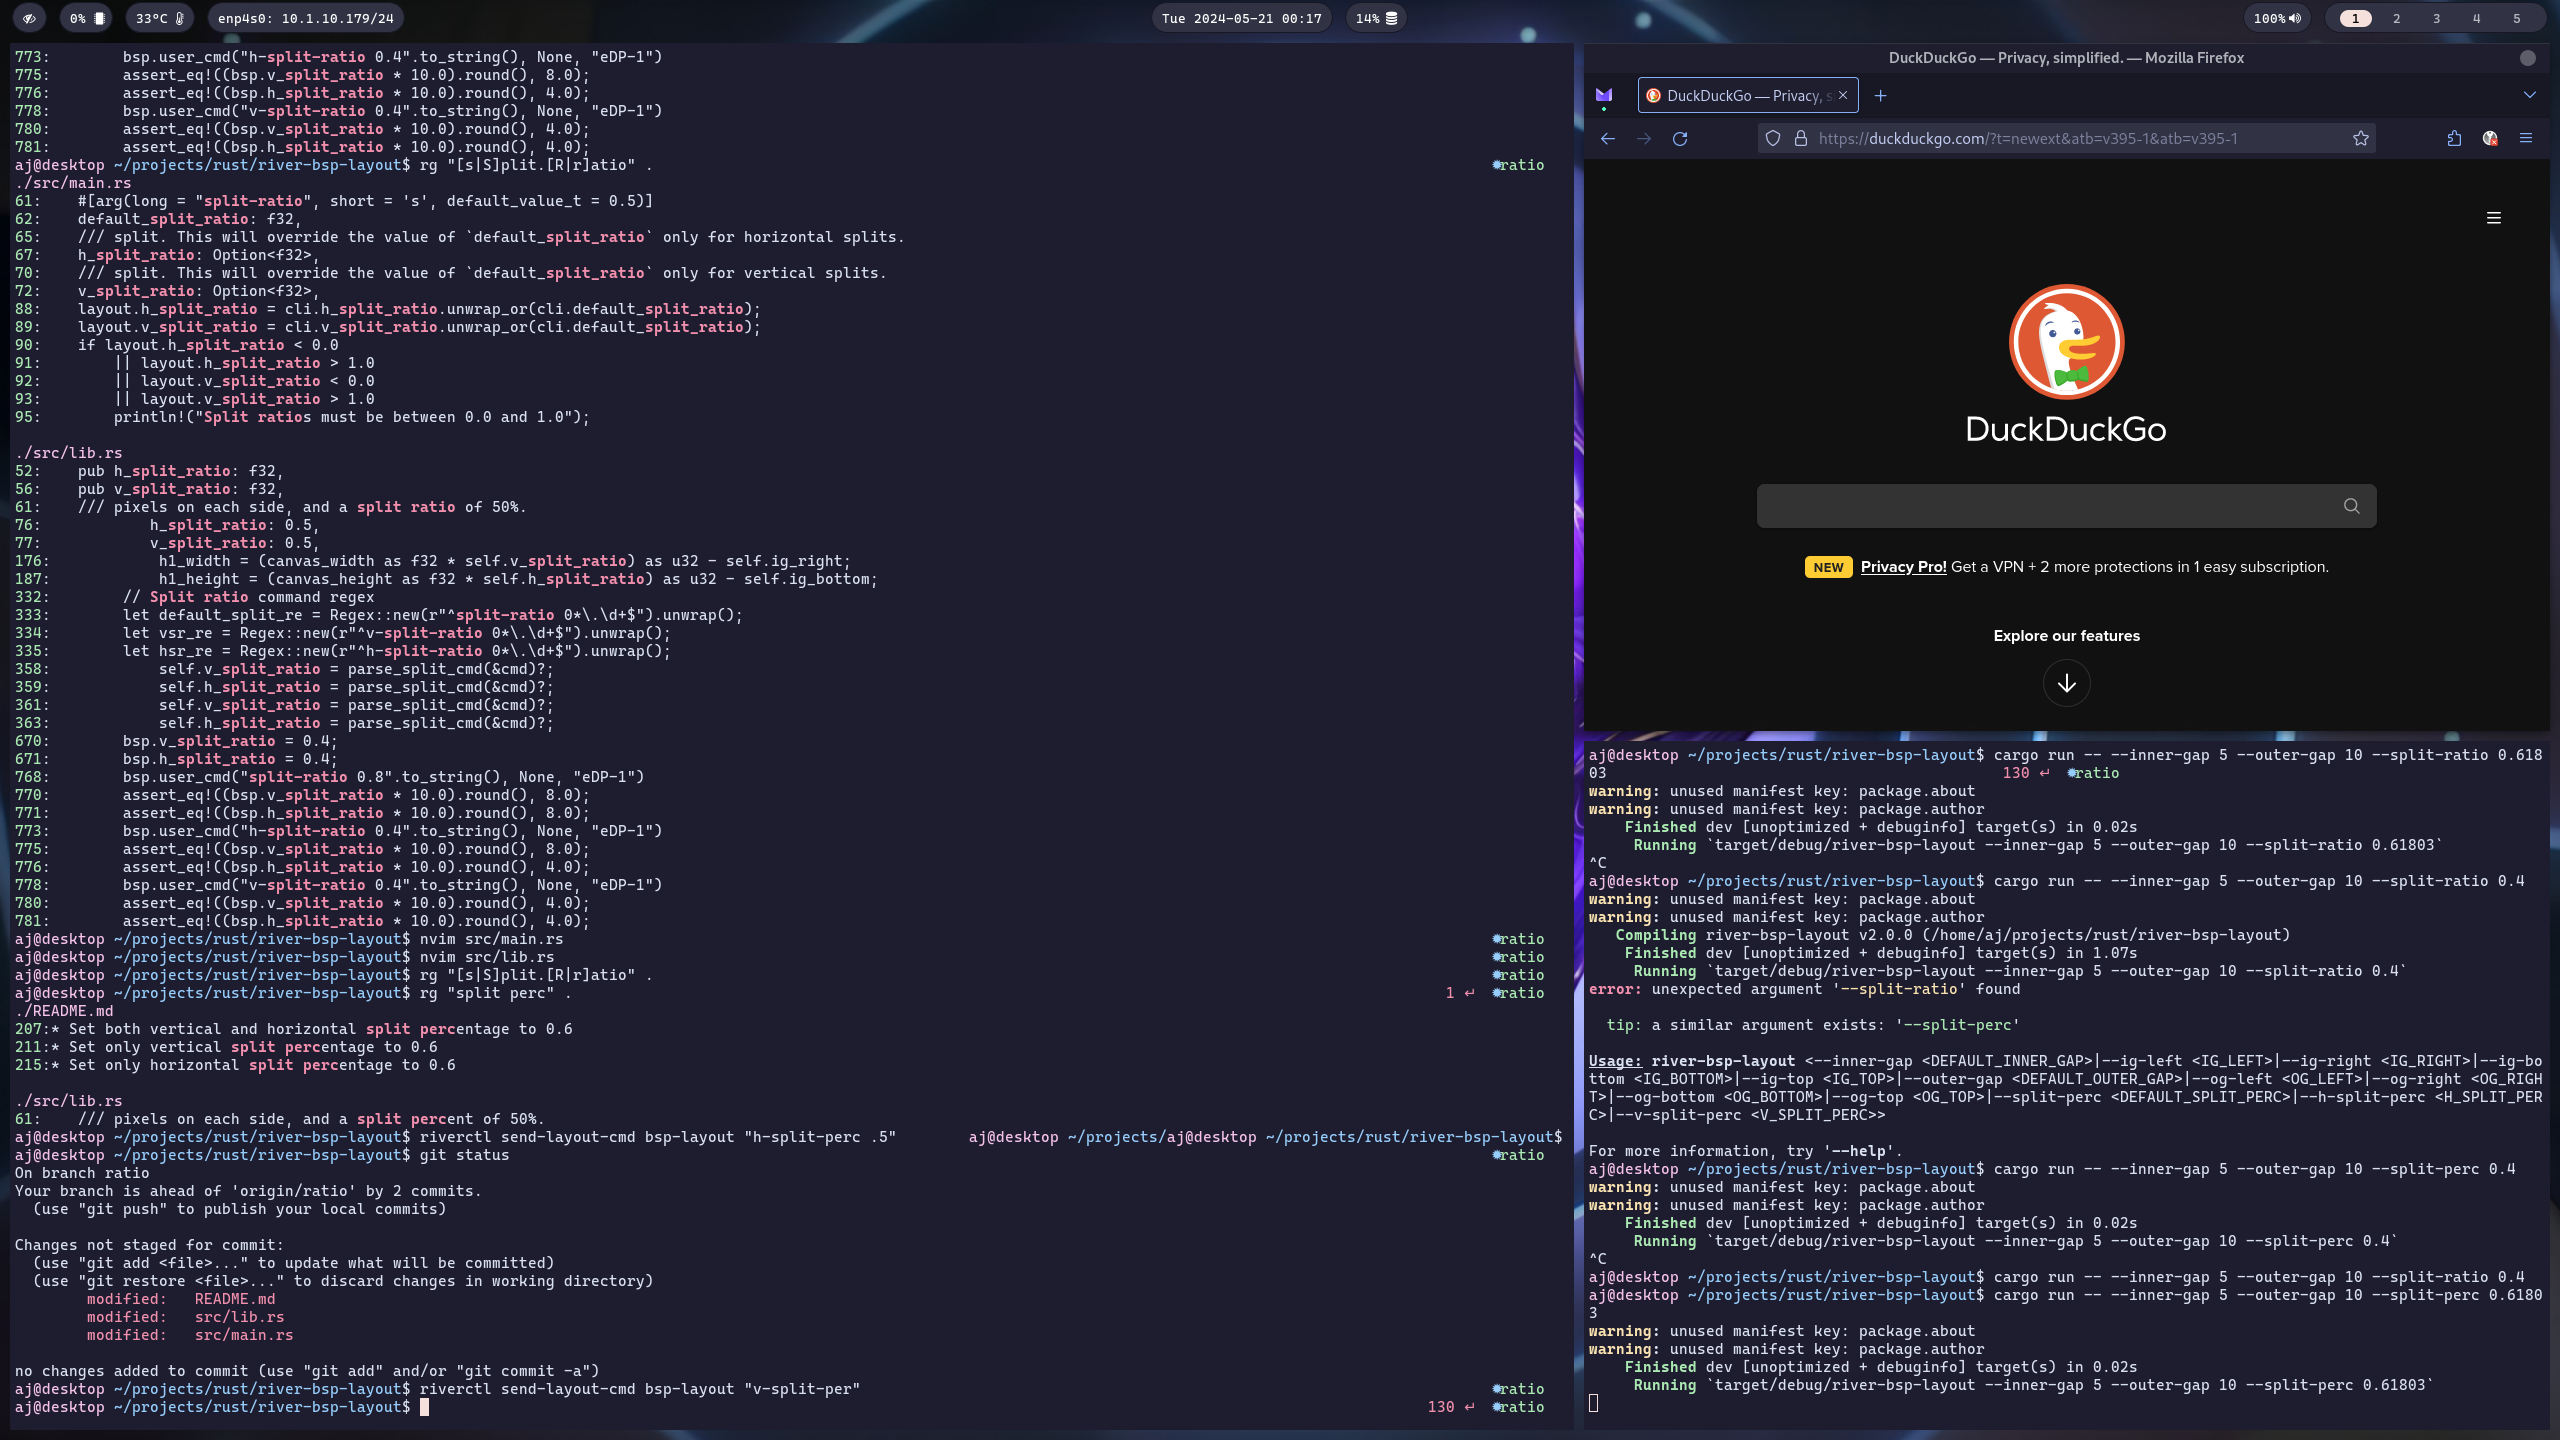 0%
33°C
enp4s0: 10.1.10.179/24
Tue 2024-05-21 00:17
14%
100%
1 2 3 4 5
773:        bsp.user_cmd("h-split-ratio 0.4".to_string(), None, "eDP-1")
775:        assert_eq!((bsp.v_split_ratio * 10.0).round(), 8.0);
776:        assert_eq!((bsp.h_split_ratio * 10.0).round(), 4.0);
778:        bsp.user_cmd("v-split-ratio 0.4".to_string(), None, "eDP-1")
780:        assert_eq!((bsp.v_split_ratio * 10.0).round(), 4.0);
781:        assert_eq!((bsp.h_split_ratio * 10.0).round(), 4.0);
aj@desktop ~/projects/rust/river-bsp-layout$ rg "[s|S]plit.[R|r]atio" . ratio
./src/main.rs
61:    #[arg(long = "split-ratio", short = 's', default_value_t = 0.5)]
62:    default_split_ratio: f32,
65:    /// split. This will override the value of `default_split_ratio` only for horizontal splits.
67:    h_split_ratio: Option<f32>,
70:    /// split. This will override the value of `default_split_ratio` only for vertical splits.
72:    v_split_ratio: Option<f32>,
88:    layout.h_split_ratio = cli.h_split_ratio.unwrap_or(cli.default_split_ratio);
89:    layout.v_split_ratio = cli.v_split_ratio.unwrap_or(cli.default_split_ratio);
90:    if layout.h_split_ratio < 0.0
91:        || layout.h_split_ratio > 1.0
92:        || layout.v_split_ratio < 0.0
93:        || layout.v_split_ratio > 1.0
95:        println!("Split ratios must be between 0.0 and 1.0");
./src/lib.rs
52:    pub h_split_ratio: f32,
56:    pub v_split_ratio: f32,
61:    /// pixels on each side, and a split ratio of 50%.
76:            h_split_ratio: 0.5,
77:            v_split_ratio: 0.5,
176:            h1_width = (canvas_width as f32 * self.v_split_ratio) as u32 - self.ig_right;
187:            h1_height = (canvas_height as f32 * self.h_split_ratio) as u32 - self.ig_bottom;
332:        // Split ratio command regex
333:        let default_split_re = Regex::new(r"^split-ratio 0*\.\d+$").unwrap();
334:        let vsr_re = Regex::new(r"^v-split-ratio 0*\.\d+$").unwrap();
335:        let hsr_re = Regex::new(r"^h-split-ratio 0*\.\d+$").unwrap();
358:            self.v_split_ratio = parse_split_cmd(&cmd)?;
359:            self.h_split_ratio = parse_split_cmd(&cmd)?;
361:            self.v_split_ratio = parse_split_cmd(&cmd)?;
363:            self.h_split_ratio = parse_split_cmd(&cmd)?;
670:        bsp.v_split_ratio = 0.4;
671:        bsp.h_split_ratio = 0.4;
768:        bsp.user_cmd("split-ratio 0.8".to_string(), None, "eDP-1")
770:        assert_eq!((bsp.v_split_ratio * 10.0).round(), 8.0);
771:        assert_eq!((bsp.h_split_ratio * 10.0).round(), 8.0);
773:        bsp.user_cmd("h-split-ratio 0.4".to_string(), None, "eDP-1")
775:        assert_eq!((bsp.v_split_ratio * 10.0).round(), 8.0);
776:        assert_eq!((bsp.h_split_ratio * 10.0).round(), 4.0);
778:        bsp.user_cmd("v-split-ratio 0.4".to_string(), None, "eDP-1")
780:        assert_eq!((bsp.v_split_ratio * 10.0).round(), 4.0);
781:        assert_eq!((bsp.h_split_ratio * 10.0).round(), 4.0);
aj@desktop ~/projects/rust/river-bsp-layout$ nvim src/main.rs ratio
aj@desktop ~/projects/rust/river-bsp-layout$ nvim src/lib.rs ratio
aj@desktop ~/projects/rust/river-bsp-layout$ rg "[s|S]plit.[R|r]atio" . ratio
aj@desktop ~/projects/rust/river-bsp-layout$ rg "split perc" . 1 ↵ ratio
./README.md
207:* Set both vertical and horizontal split percentage to 0.6
211:* Set only vertical split percentage to 0.6
215:* Set only horizontal split percentage to 0.6
./src/lib.rs
61:    /// pixels on each side, and a split percent of 50%.
aj@desktop ~/projects/rust/river-bsp-layout$ riverctl send-layout-cmd bsp-layout "h-split-perc .5" aj@desktop ~/projects/aj@desktop ~/projects/rust/river-bsp-layout$
aj@desktop ~/projects/rust/river-bsp-layout$ git status ratio
On branch ratio
Your branch is ahead of 'origin/ratio' by 2 commits.
  (use "git push" to publish your local commits)
Changes not staged for commit:
  (use "git add <file>..." to update what will be committed)
  (use "git restore <file>..." to discard changes in working directory)
        modified:   README.md
        modified:   src/lib.rs
        modified:   src/main.rs
no changes added to commit (use "git add" and/or "git commit -a")
aj@desktop ~/projects/rust/river-bsp-layout$ riverctl send-layout-cmd bsp-layout "v-split-per" ratio
aj@desktop ~/projects/rust/river-bsp-layout$ 130 ↵ ratio
DuckDuckGo — Privacy, simplified. — Mozilla Firefox
DuckDuckGo — Privacy, s
https://duckduckgo.com/?t=newext&atb=v395-1&atb=v395-1
DuckDuckGo
NEW Privacy Pro! Get a VPN + 2 more protections in 1 easy subscription.
Explore our features
aj@desktop ~/projects/rust/river-bsp-layout$ cargo run -- --inner-gap 5 --outer-gap 10 --split-ratio 0.618
03 130 ↵ ratio
warning: unused manifest key: package.about
warning: unused manifest key: package.author
    Finished dev [unoptimized + debuginfo] target(s) in 0.02s
     Running `target/debug/river-bsp-layout --inner-gap 5 --outer-gap 10 --split-ratio 0.61803`
^C
aj@desktop ~/projects/rust/river-bsp-layout$ cargo run -- --inner-gap 5 --outer-gap 10 --split-ratio 0.4
warning: unused manifest key: package.about
warning: unused manifest key: package.author
   Compiling river-bsp-layout v2.0.0 (/home/aj/projects/rust/river-bsp-layout)
    Finished dev [unoptimized + debuginfo] target(s) in 1.07s
     Running `target/debug/river-bsp-layout --inner-gap 5 --outer-gap 10 --split-ratio 0.4`
error: unexpected argument '--split-ratio' found
  tip: a similar argument exists: '--split-perc'
Usage: river-bsp-layout <--inner-gap <DEFAULT_INNER_GAP>|--ig-left <IG_LEFT>|--ig-right <IG_RIGHT>|--ig-bo
ttom <IG_BOTTOM>|--ig-top <IG_TOP>|--outer-gap <DEFAULT_OUTER_GAP>|--og-left <OG_LEFT>|--og-right <OG_RIGH
T>|--og-bottom <OG_BOTTOM>|--og-top <OG_TOP>|--split-perc <DEFAULT_SPLIT_PERC>|--h-split-perc <H_SPLIT_PER
C>|--v-split-perc <V_SPLIT_PERC>>
For more information, try '--help'.
aj@desktop ~/projects/rust/river-bsp-layout$ cargo run -- --inner-gap 5 --outer-gap 10 --split-perc 0.4
warning: unused manifest key: package.about
warning: unused manifest key: package.author
    Finished dev [unoptimized + debuginfo] target(s) in 0.02s
     Running `target/debug/river-bsp-layout --inner-gap 5 --outer-gap 10 --split-perc 0.4`
^C
aj@desktop ~/projects/rust/river-bsp-layout$ cargo run -- --inner-gap 5 --outer-gap 10 --split-ratio 0.4
aj@desktop ~/projects/rust/river-bsp-layout$ cargo run -- --inner-gap 5 --outer-gap 10 --split-perc 0.6180
3
warning: unused manifest key: package.about
warning: unused manifest key: package.author
    Finished dev [unoptimized + debuginfo] target(s) in 0.02s
     Running `target/debug/river-bsp-layout --inner-gap 5 --outer-gap 10 --split-perc 0.61803`